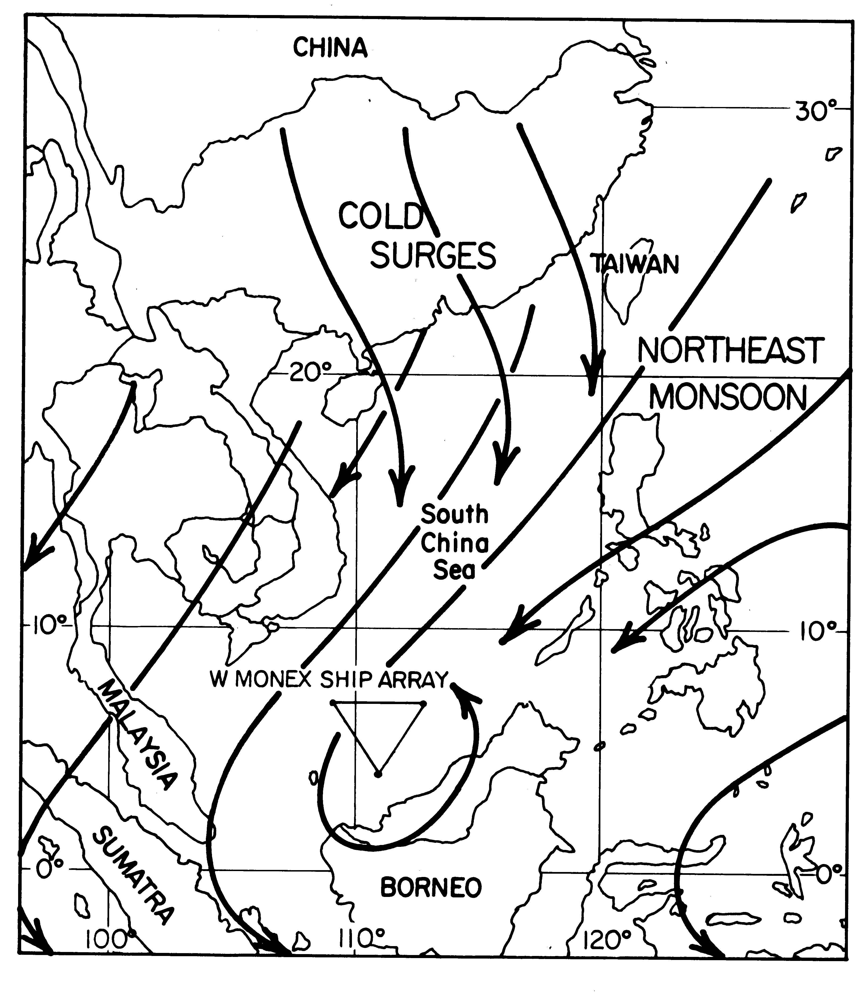 CHINA
30°
COLD
SURGES
TAIWAN
NORTHEAST
20°
MONSOON
South
China
Sea
10°
10°
W MONEX SHIP ARRAY
MALAYSIA
SUMATRA
0°
0°
BORNEO
100°
110°
120°